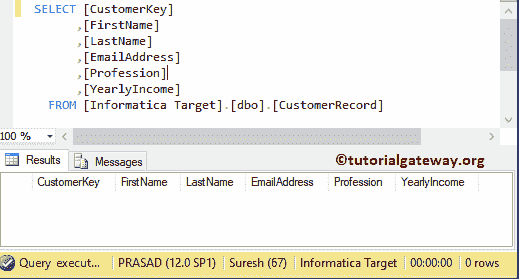 SELECT [CustomerKey]
,[FirstName]
,[LastName]
,[EmailAddress]
,[Profession]
,[YearlyIncome]
FROM [Informatica Target].[dbo].[CustomerRecord]
100 %
Results Messages
©tutorialgateway.org
CustomerKey FirstName LastName EmailAddress Profession YearlyIncome
Query execut... PRASAD (12.0 SP1) Suresh (67) Informatica Target 00:00:00 0 rows